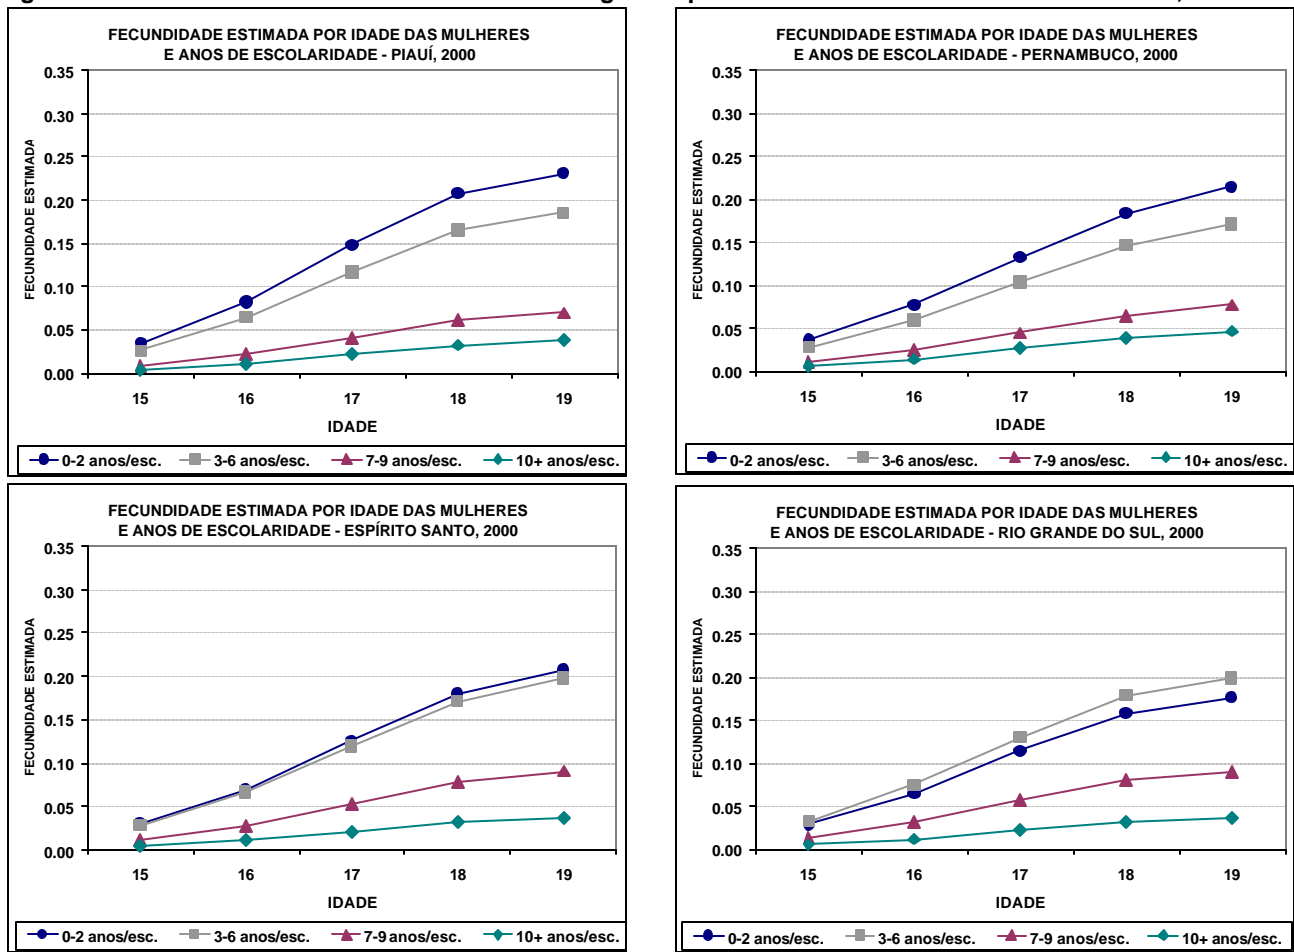 FECUNDIDADE ESTIMADA POR IDADE DAS MULHERES
E ANOS DE ESCOLARIDADE - PIAUÍ, 2000
0.35
0.30
0.25
0.20
0.15
0.10
0.05
0.00
FECUNDIDADE ESTIMADA
15 16 17 18 19
IDADE
0-2 anos/esc. 3-6 anos/esc. 7-9 anos/esc. 10+ anos/esc.
FECUNDIDADE ESTIMADA POR IDADE DAS MULHERES
E ANOS DE ESCOLARIDADE - PERNAMBUCO, 2000
0.35
0.30
0.25
0.20
0.15
0.10
0.05
0.00
FECUNDIDADE ESTIMADA
15 16 17 18 19
IDADE
0-2 anos/esc. 3-6 anos/esc. 7-9 anos/esc. 10+ anos/esc.
FECUNDIDADE ESTIMADA POR IDADE DAS MULHERES
E ANOS DE ESCOLARIDADE - ESPÍRITO SANTO, 2000
0.35
0.30
0.25
0.20
0.15
0.10
0.05
0.00
FECUNDIDADE ESTIMADA
15 16 17 18 19
IDADE
0-2 anos/esc. 3-6 anos/esc. 7-9 anos/esc. 10+ anos/esc.
FECUNDIDADE ESTIMADA POR IDADE DAS MULHERES
E ANOS DE ESCOLARIDADE - RIO GRANDE DO SUL, 2000
0.35
0.30
0.25
0.20
0.15
0.10
0.05
0.00
FECUNDIDADE ESTIMADA
15 16 17 18 19
IDADE
0-2 anos/esc. 3-6 anos/esc. 7-9 anos/esc. 10+ anos/esc.